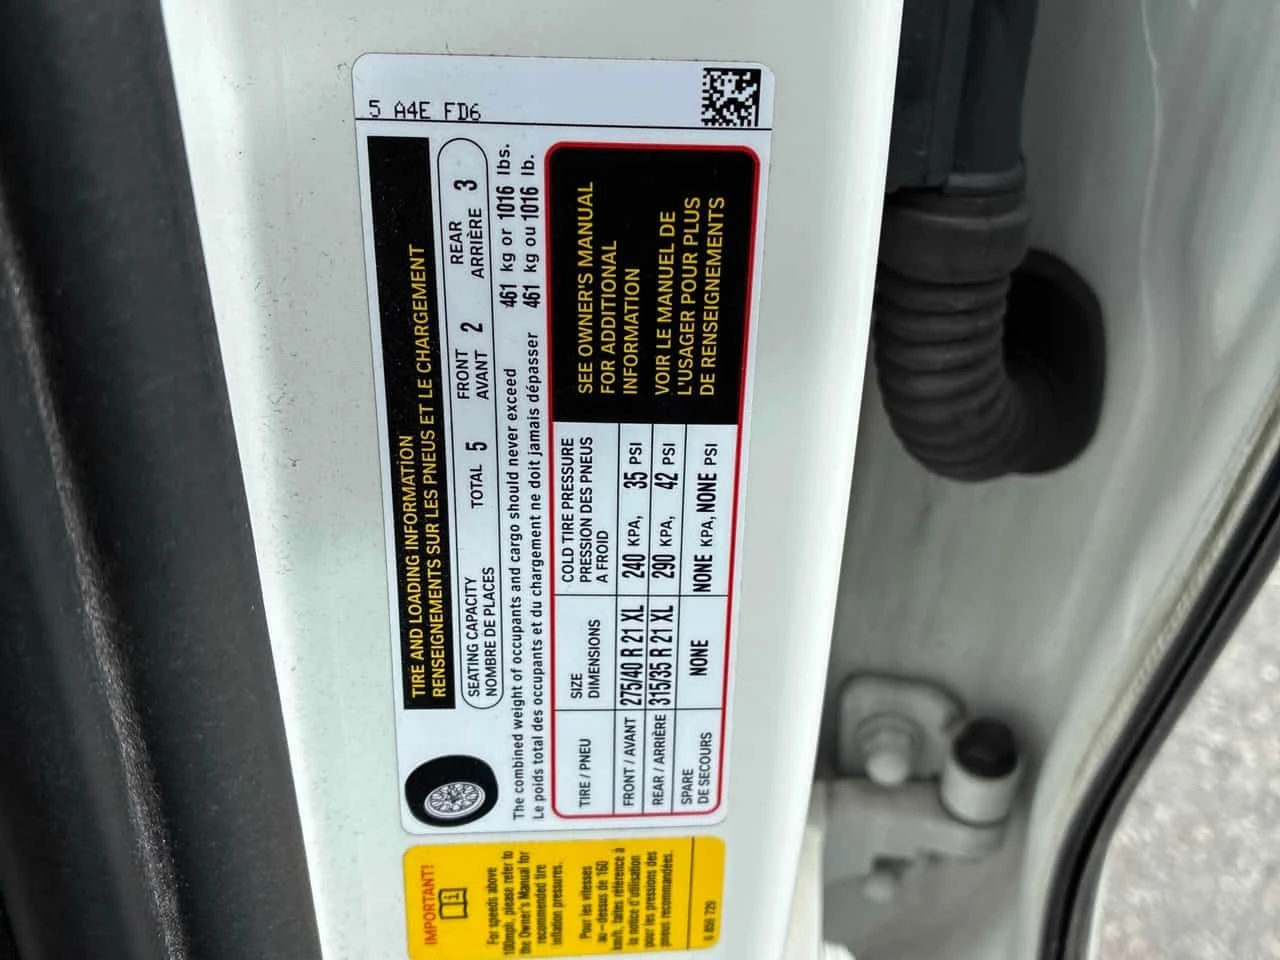 5 A4E FD6
TIRE AND LOADING INFORMATION
RENSEIGNEMENTS SUR LES PNEUS ET LE CHARGEMENT
SEATING CAPACITY
NOMBRE DE PLACES
TOTAL 5
FRONT
AVANT 2
REAR
ARRIÈRE 3
The combined weight of occupants and cargo should never exceed 461 kg or 1016 lbs.
Le poids total des occupants et du chargement ne doit jamais dépasser 461 kg ou 1016 lb.
TIRE / PNEU
SIZE
DIMENSIONS
COLD TIRE PRESSURE
PRESSION DES PNEUS
A FROID
FRONT / AVANT 275/40 R 21 XL 240 KPA, 35 PSI
REAR / ARRIÈRE 315/35 R 21 XL 290 KPA, 42 PSI
SPARE
DE SECOURS NONE NONE KPA, NONE PSI
SEE OWNER'S MANUAL
FOR ADDITIONAL
INFORMATION
VOIR LE MANUEL DE
L'USAGER POUR PLUS
DE RENSEIGNEMENTS
IMPORTANT!
For speeds above
100mph, please refer to
the Owner's Manual for
recommended tire
inflation pressures.
Pour les vitesses
au-dessus de 160
km/h, faites référence à
la notice d'utilisation
pour les pressions des
pneus recommandées.